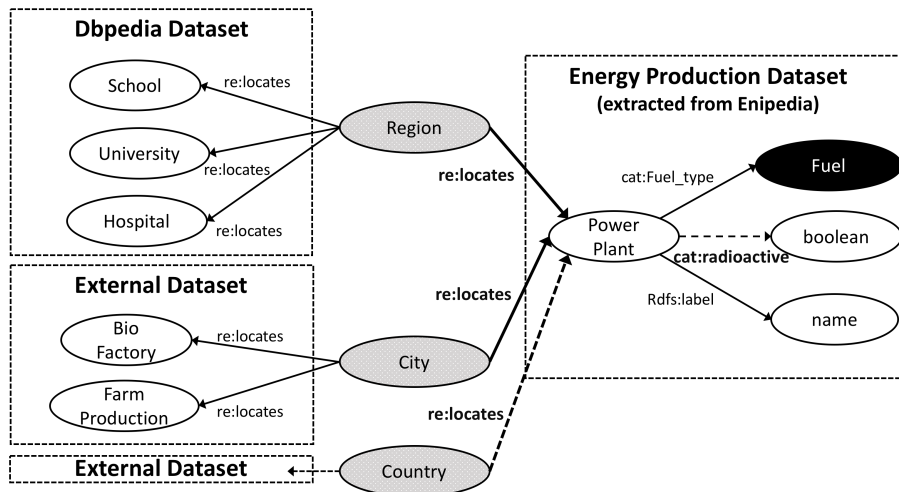 Dbpedia Dataset
School
re:locates
University
re:locates
Hospital
re:locates
Region
re:locates
Energy Production Dataset
(extracted from Enipedia)
cat:Fuel_type
Fuel
Power
Plant
cat:radioactive
boolean
Rdfs:label
name
External Dataset
Bio
Factory
re:locates
Farm
Production
re:locates
City
re:locates
re:locates
External Dataset
Country